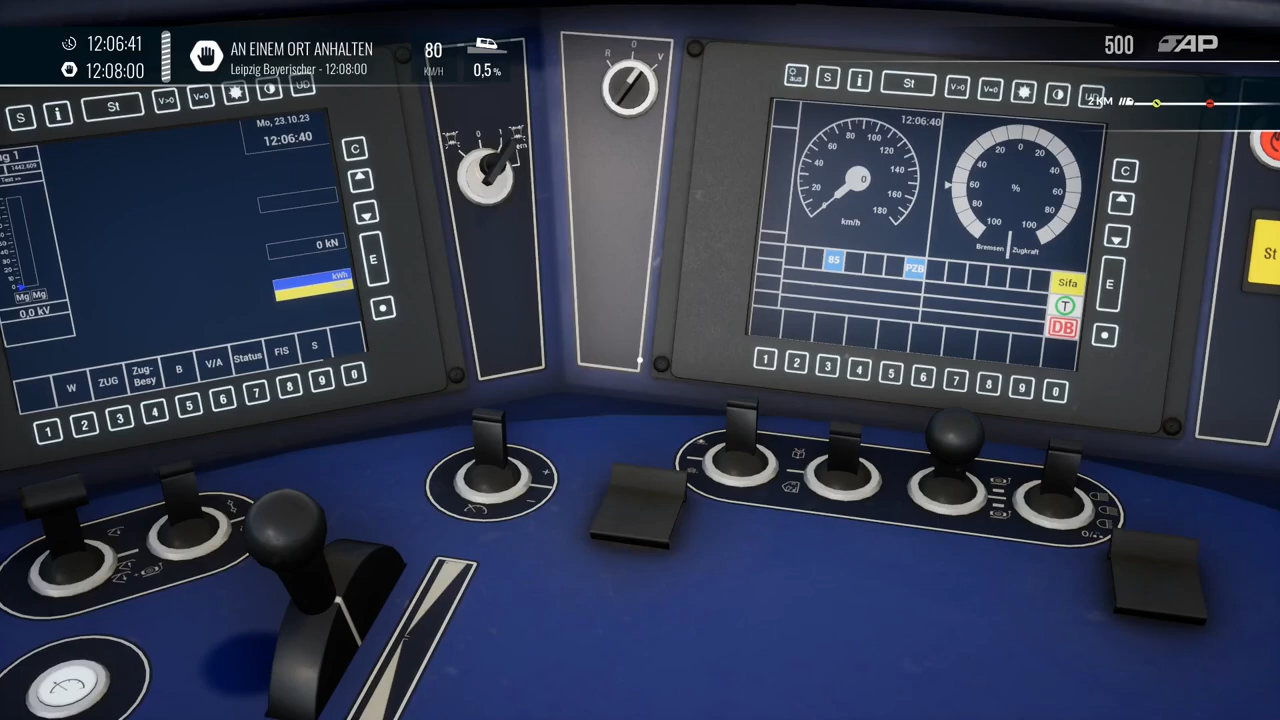 12:06:41
12:08:00
AN EINEM ORT ANHALTEN
Leipzig Bayerischer - 12:08:00
80
KM/H
0,5 %
500
AP
2 KM
S
St
V>0
V=0
UD
Mo, 23.10.23
12:06:40
1442.609
0 kN
kWh
Mg Mg
0,0 kV
W ZUG Zug-Besy B V/A Status FIS S
1 2 3 4 5 6 7 8 9 0
C
E
0 1
R 0 V
S
St
V>0
V=0
12:06:40
20 40 60 80 100 120 140 160 180
0
km/h
100 80 60 40 20 0 20 40 60 80 100
%
Bremsen Zugkraft
85
PZB
Sifa
T
DB
1 2 3 4 5 6 7 8 9 0
C
E
St